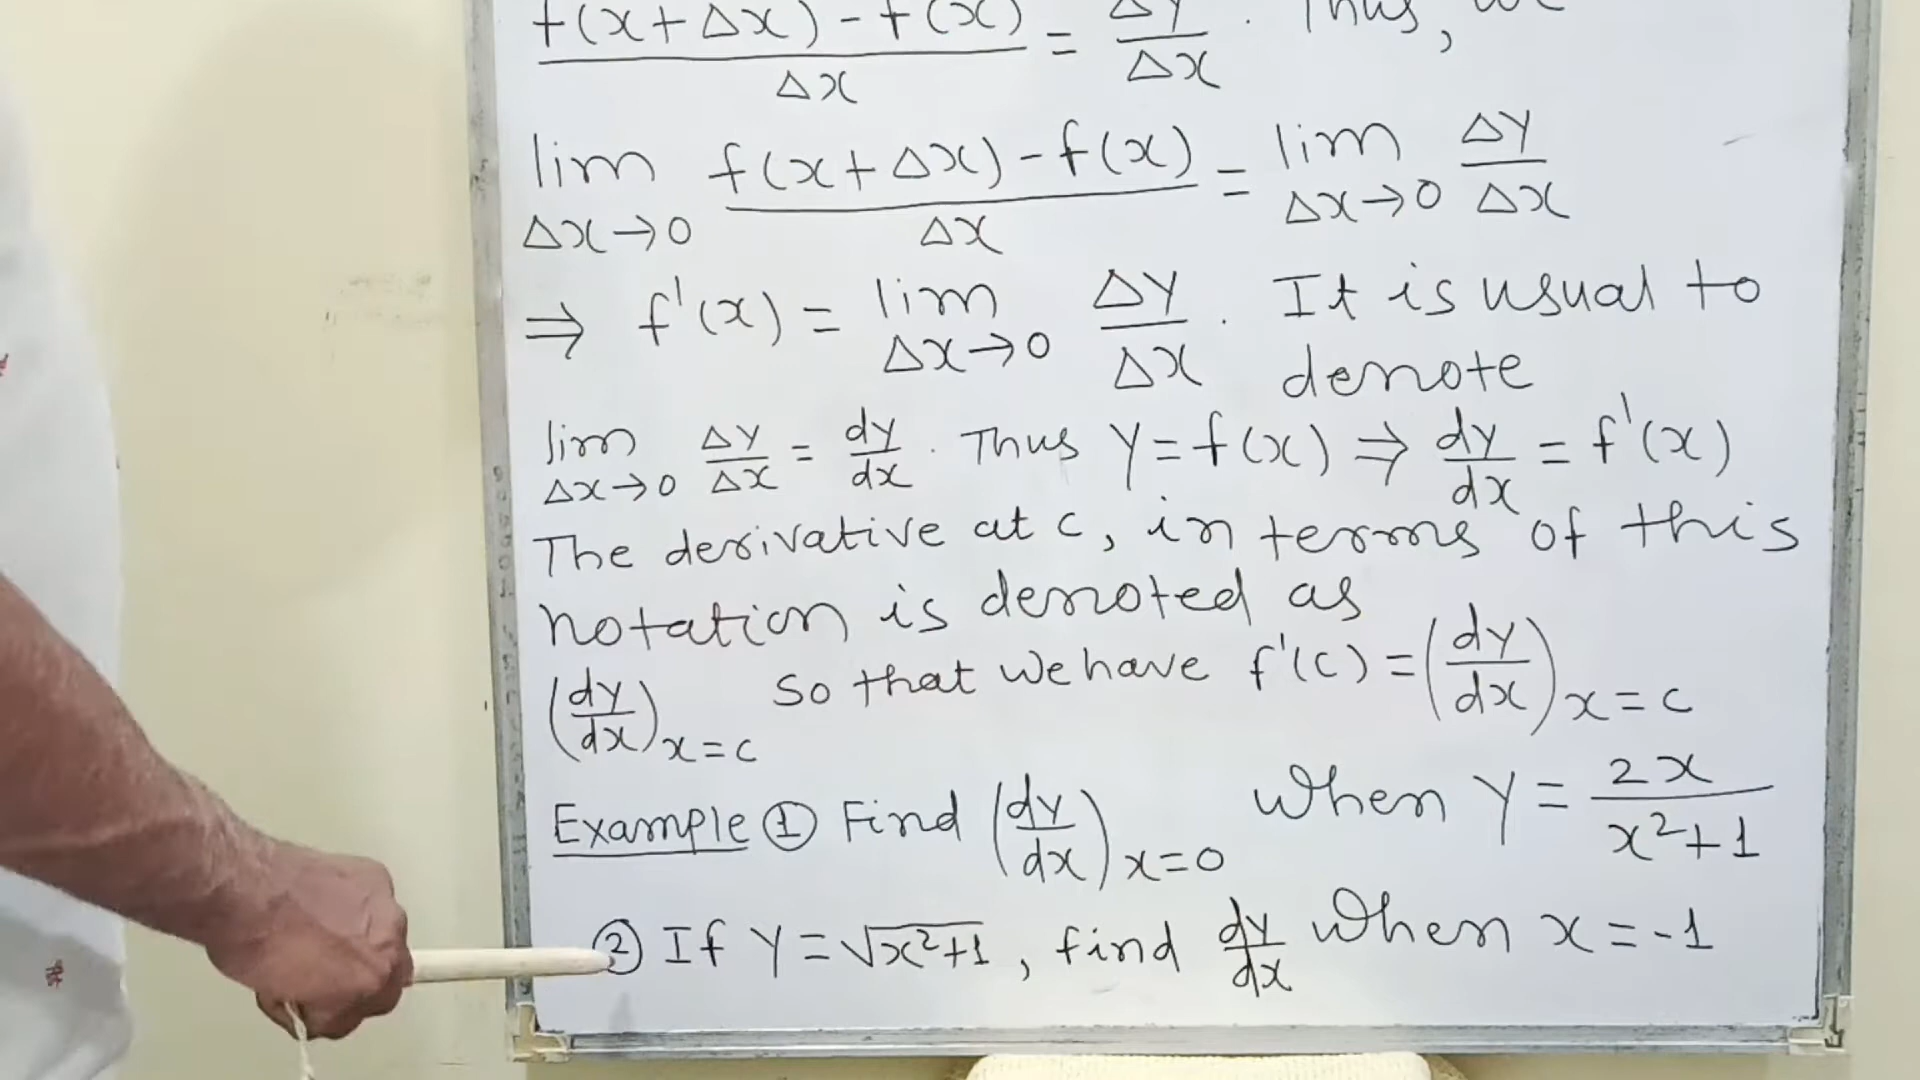 f(x+Δx)-f(x)/Δx = Δy/Δx . Thus, we
lim Δx→0 f(x+Δx)-f(x)/Δx = lim Δx→0 Δy/Δx
⇒ f'(x) = lim Δx→0 Δy/Δx . It is usual to
denote
lim Δx→0 Δy/Δx = dy/dx . Thus y=f(x) ⇒ dy/dx = f'(x)
The derivative at c, in terms of this
notation is denoted as
(dy/dx)x=c So that we have f'(c) = (dy/dx)x=c
Example ① Find (dy/dx)x=0 when y = 2x/x²+1
② If y = √x²+1 , find dy/dx when x = -1